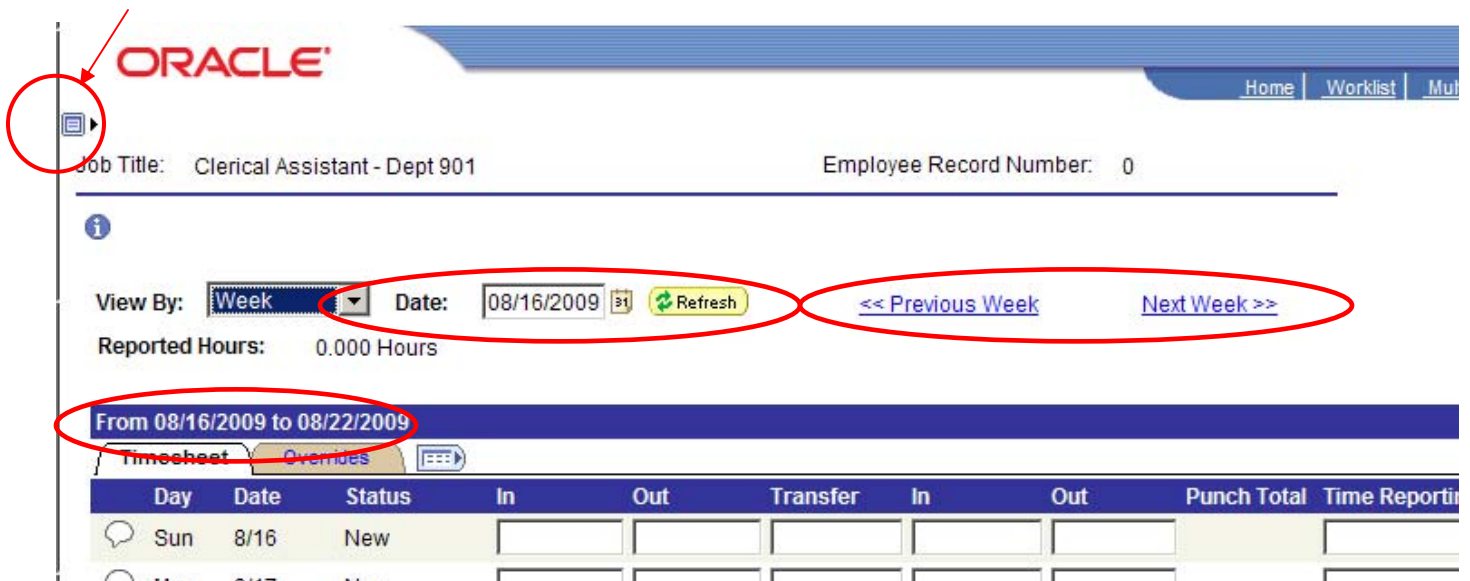 ORACLE
Home Worklist
Job Title: Clerical Assistant - Dept 901 Employee Record Number: 0
View By: Week Date: 08/16/2009 31 Refresh << Previous Week Next Week >>
Reported Hours: 0.000 Hours
From 08/16/2009 to 08/22/2009
Timesheet Overrides
Day Date Status In Out Transfer In Out Punch Total Time
Sun 8/16 New